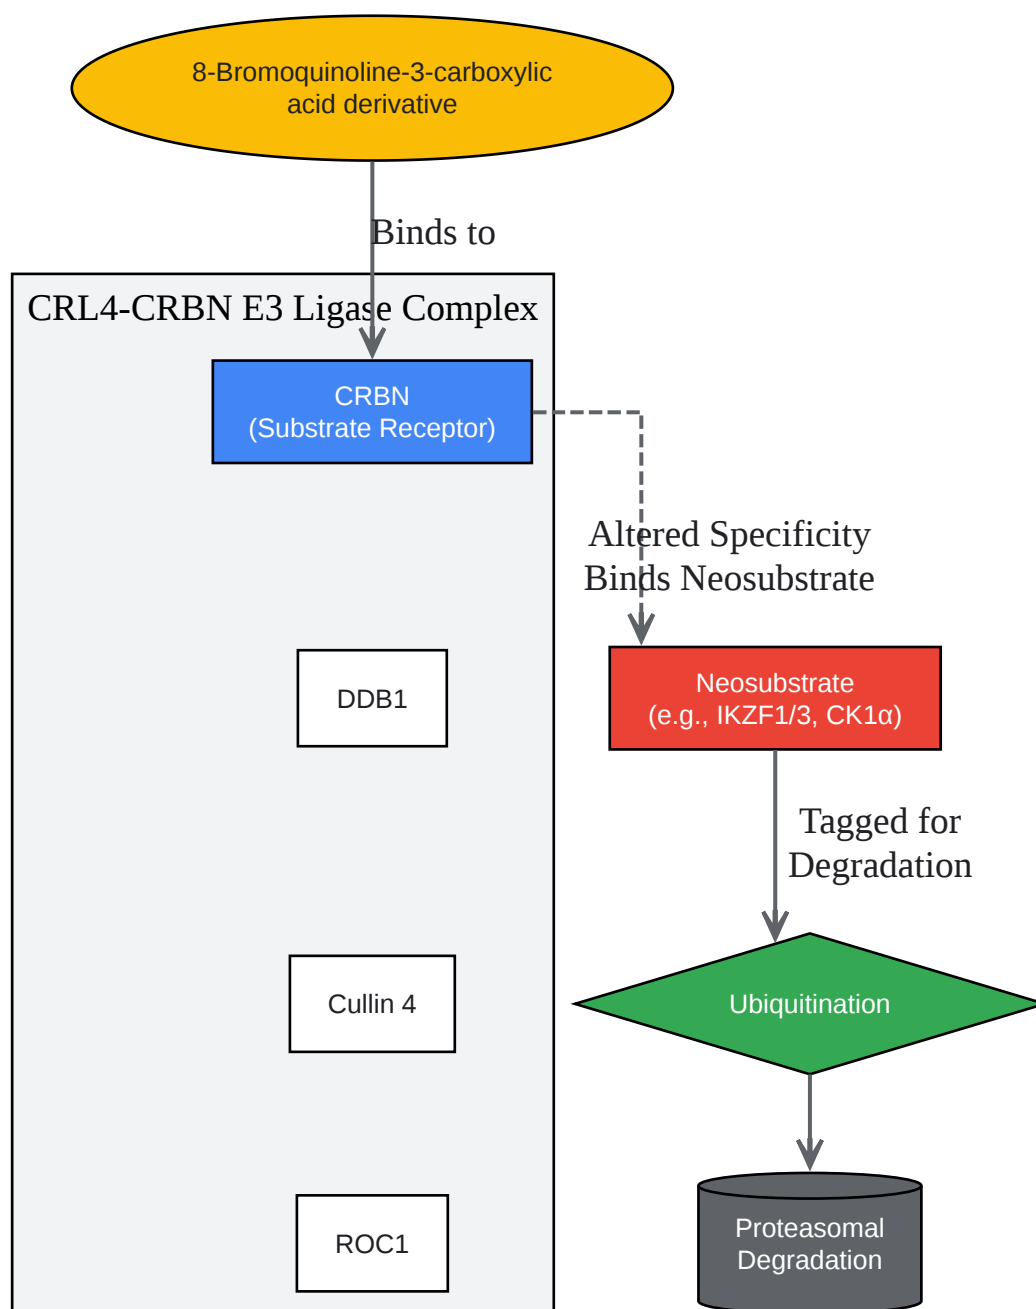 8-Bromoquinoline-3-carboxylic
acid derivative
Binds to
CRL4-CRBN E3 Ligase Complex
CRBN
(Substrate Receptor)
Altered Specificity
Binds Neosubstrate
DDB1
Neosubstrate
(e.g., IKZF1/3, CK1α)
Tagged for
Degradation
Cullin 4
Ubiquitination
ROC1
Proteasomal
Degradation